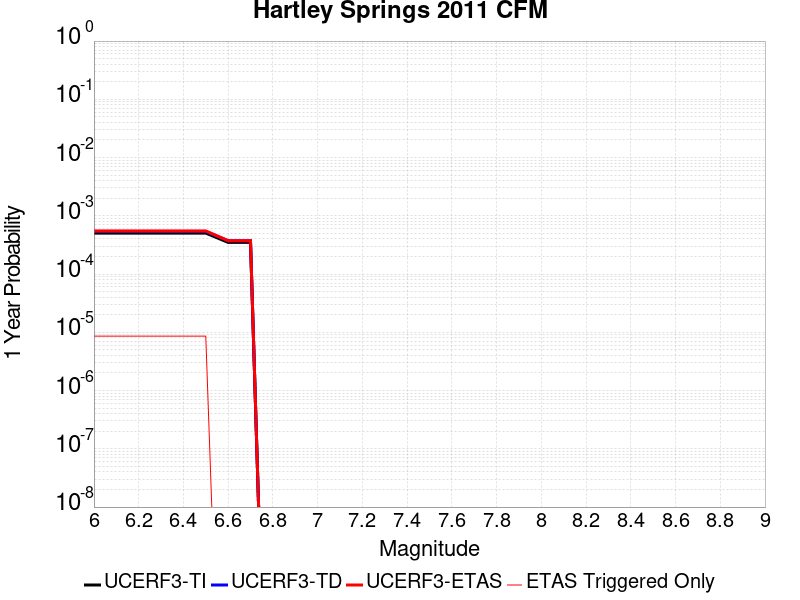 Hartley Springs 2011 CFM
10^0
10^-1
10^-2
10^-3
10^-4
10^-5
10^-6
10^-7
10^-8
1 Year Probability
6 6.2 6.4 6.6 6.8 7 7.2 7.4 7.6 7.8 8 8.2 8.4 8.6 8.8 9
Magnitude
UCERF3-TI UCERF3-TD UCERF3-ETAS ETAS Triggered Only